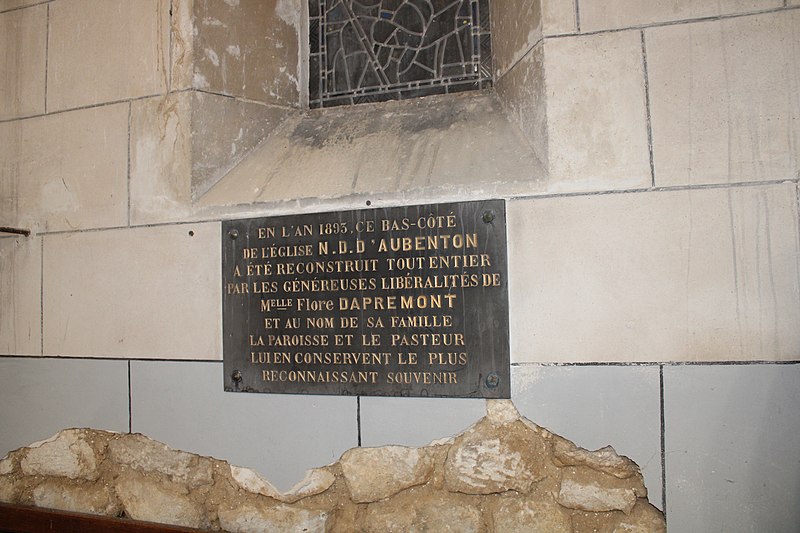 EN L'AN 1893, CE BAS-CÔTÉ
DE L'ÉGLISE N.D.D'AUBENTON
A ÉTÉ RECONSTRUIT TOUT ENTIER
PAR LES GÉNÉREUSES LIBÉRALITÉS DE
Melle Flore DAPREMONT
ET AU NOM DE SA FAMILLE
LA PAROISSE ET LE PASTEUR
LUI EN CONSERVENT LE PLUS
RECONNAISSANT SOUVENIR